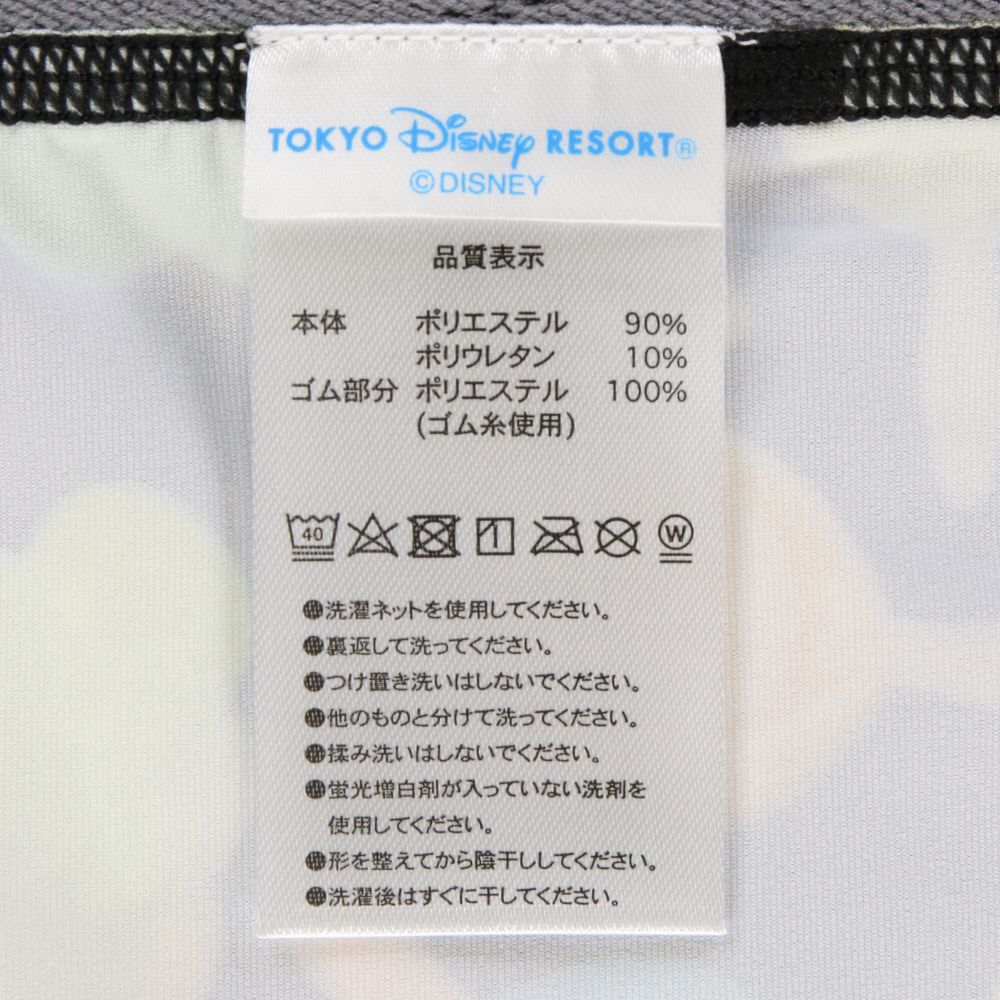 TOKYO Disney RESORT®
©DISNEY
品質表示
本体 ポリエステル 90%
ポリウレタン 10%
ゴム部分 ポリエステル 100%
(ゴム糸使用)
40 W
●洗濯ネットを使用してください。
●裏返して洗ってください。
●つけ置き洗いはしないでください。
●他のものと分けて洗ってください。
●揉み洗いはしないでください。
●蛍光増白剤が入っていない洗剤を
使用してください。
●形を整えてから陰干ししてください。
●洗濯後はすぐに干してください。